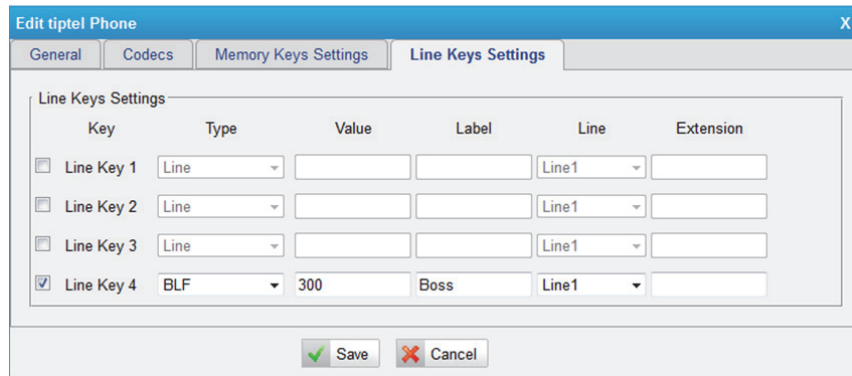 Edit tiptel Phone X
General Codecs Memory Keys Settings Line Keys Settings
Line Keys Settings
Key Type Value Label Line Extension
Line Key 1 Line Line1
Line Key 2 Line Line1
Line Key 3 Line Line1
Line Key 4 BLF 300 Boss Line1
Save Cancel